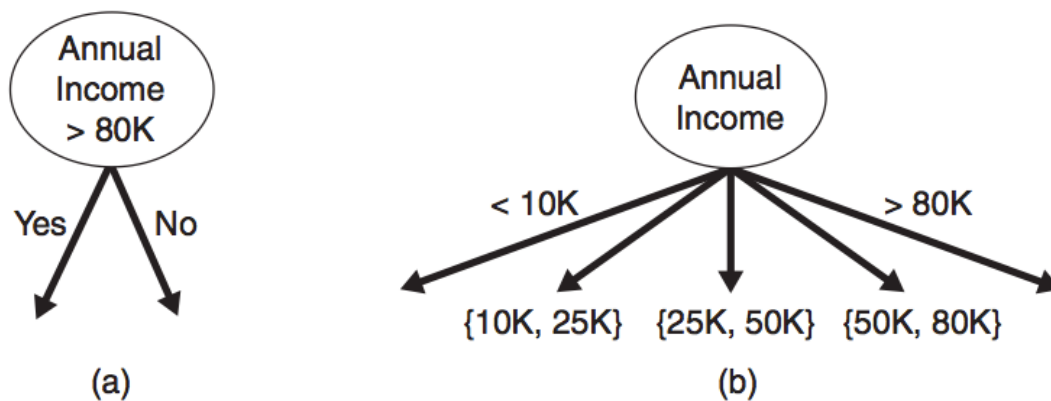 Annual
Income
> 80K
Yes
No
(a)
Annual
Income
< 10K
> 80K
{10K, 25K}
{25K, 50K}
{50K, 80K}
(b)